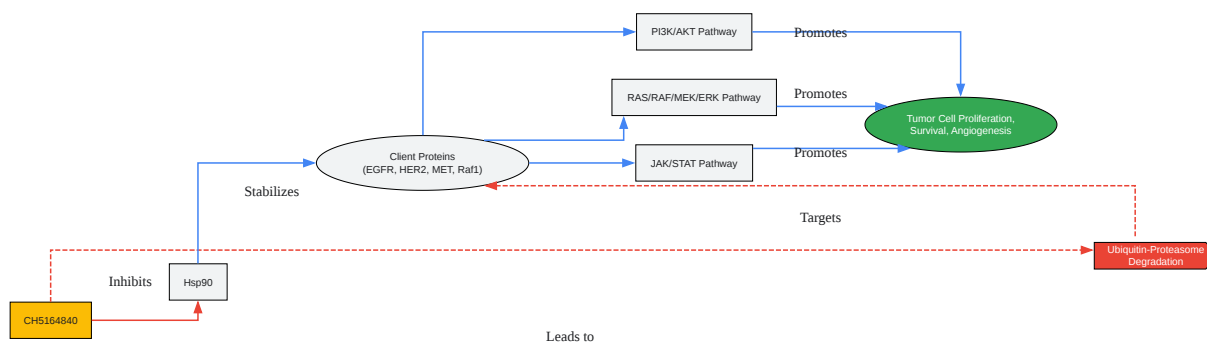 PI3K/AKT Pathway
Promotes
RAS/RAF/MEK/ERK Pathway
Promotes
Tumor Cell Proliferation,
Survival, Angiogenesis
Client Proteins
(EGFR, HER2, MET, Raf1)
JAK/STAT Pathway
Promotes
Stabilizes
Targets
Ubiquitin-Proteasome
Degradation
Inhibits
Hsp90
CH5164840
Leads to